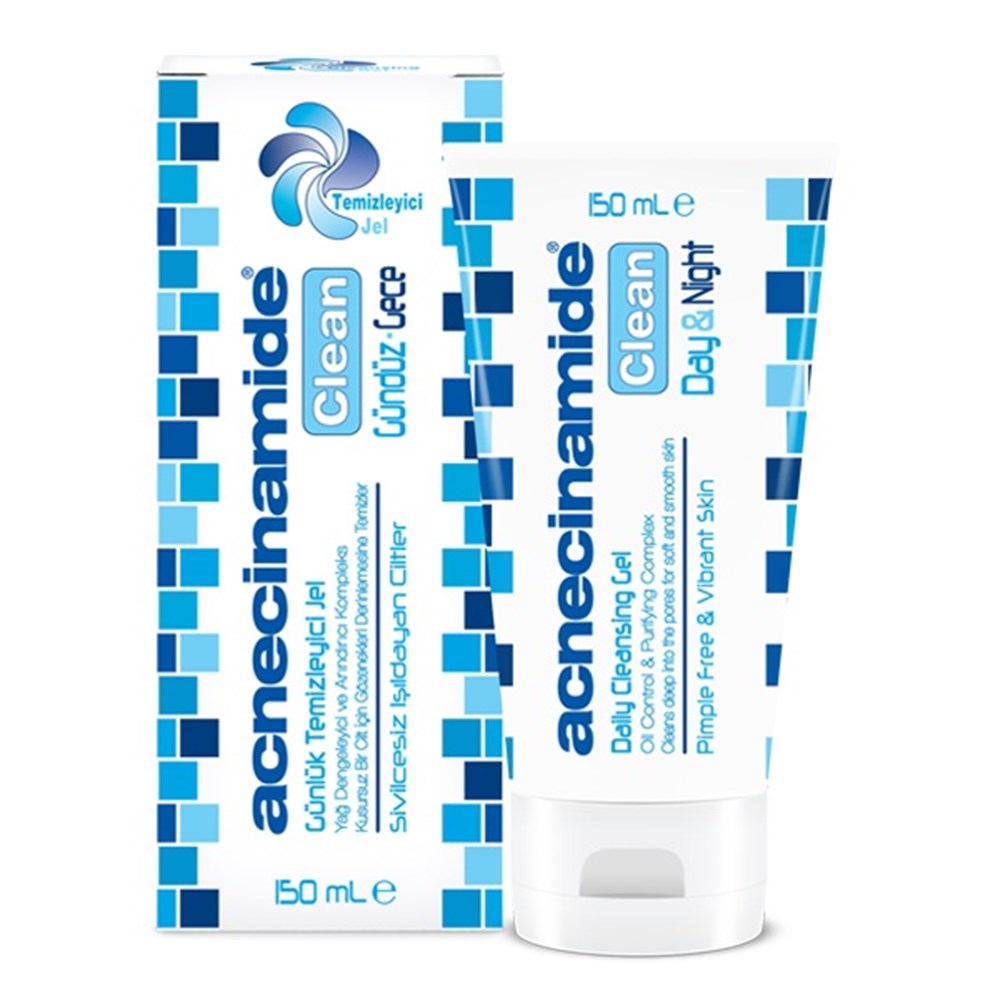 Temizleyici
Jel
acnecinamide®
Clean
Gündüz-Gece
Günlük Temizleyici Jel
Yağ Dengeleyici ve Arındırıcı Kompleks
Kusursuz Bir Cilt İçin Gözenekleri Derinlemesine Temizler
Sivilcesiz Işıldayan Ciltler
150 mL e
150 mL e
acnecinamide®
Clean
Day & Night
Daily Cleansing Gel
Oil Control & Purifying Complex
Cleans deep into the pores for soft and smooth skin
Pimple Free & Vibrant Skin